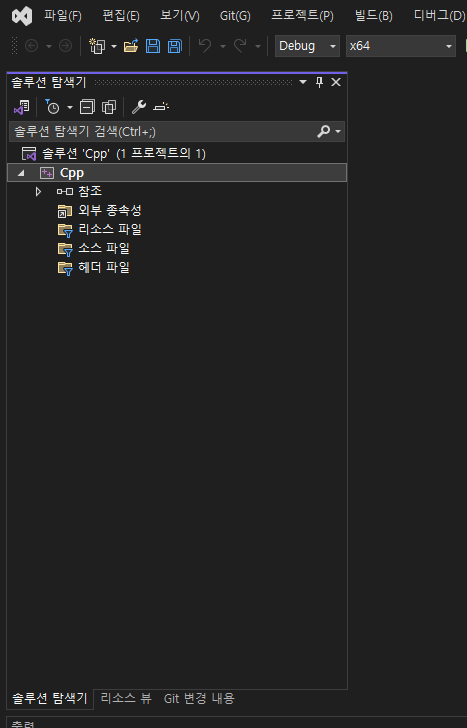 파일(F) 편집(E) 보기(V) Git(G) 프로젝트(P) 빌드(B) 디버그(D)
Debug x64
솔루션 탐색기
솔루션 탐색기 검색(Ctrl+;)
솔루션 'Cpp' (1 프로젝트의 1)
Cpp
참조
외부 종속성
리소스 파일
소스 파일
헤더 파일
솔루션 탐색기 리소스 뷰 Git 변경 내용
출력